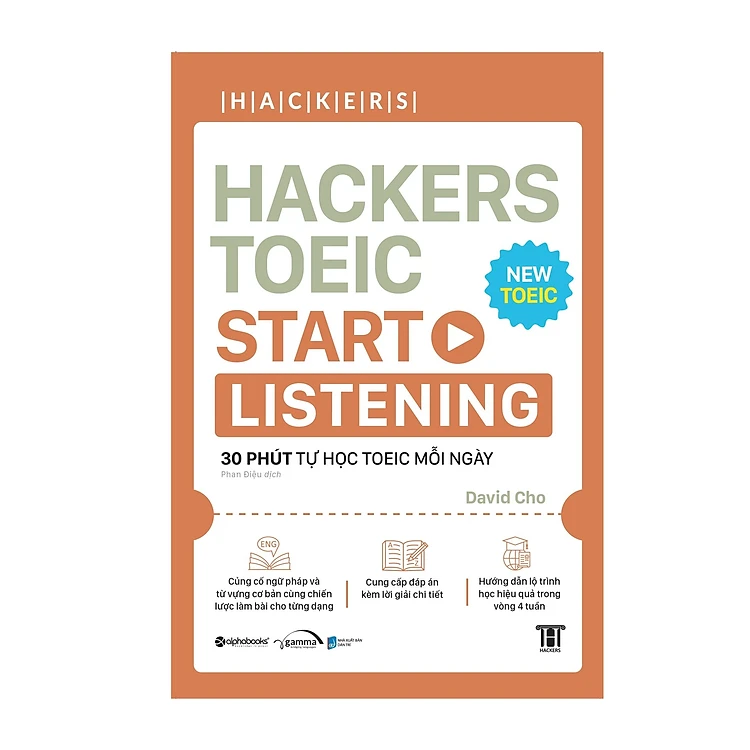 |H|A|C|K|E|R|S|
HACKERS
TOEIC
NEW
TOEIC
START
LISTENING
30 PHÚT TỰ HỌC TOEIC MỖI NGÀY
Phan Điệu dịch
David Cho
ENG
A
Z
Củng cố ngữ pháp và
từ vựng cơ bản cùng chiến
lược làm bài cho từng dạng
Cung cấp đáp án
kèm lời giải chi tiết
Hướng dẫn lộ trình
học hiệu quả trong
vòng 4 tuần
alphabooks
gamma
NHÀ XUẤT BẢN
DÂN TRÍ
HACKERS